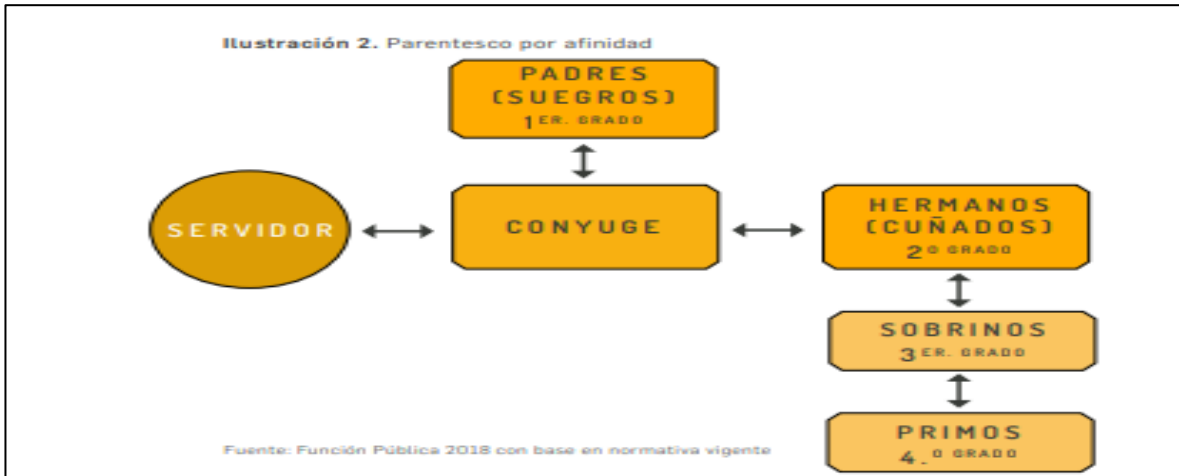 Ilustración 2. Parentesco por afinidad
PADRES
(SUEGROS)
1ER. GRADO
SERVIDOR
CONYUGE
HERMANOS
(CUÑADOS)
2O GRADO
SOBRINOS
3ER. GRADO
PRIMOS
4.O GRADO
Fuente: Función Pública 2018 con base en normativa vigente